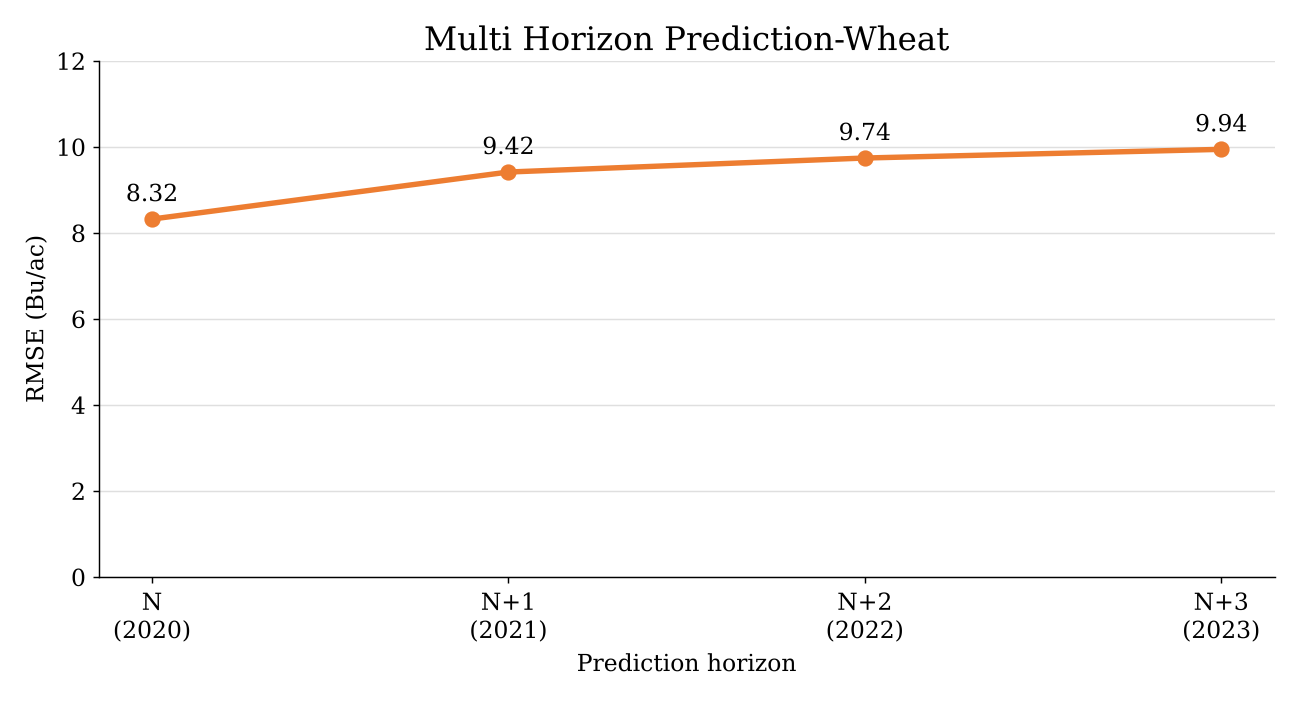 Multi Horizon Prediction-Wheat
12
10
8
6
4
2
0
RMSE (Bu/ac)
8.32
9.42
9.74
9.94
N
(2020)
N+1
(2021)
N+2
(2022)
N+3
(2023)
Prediction horizon